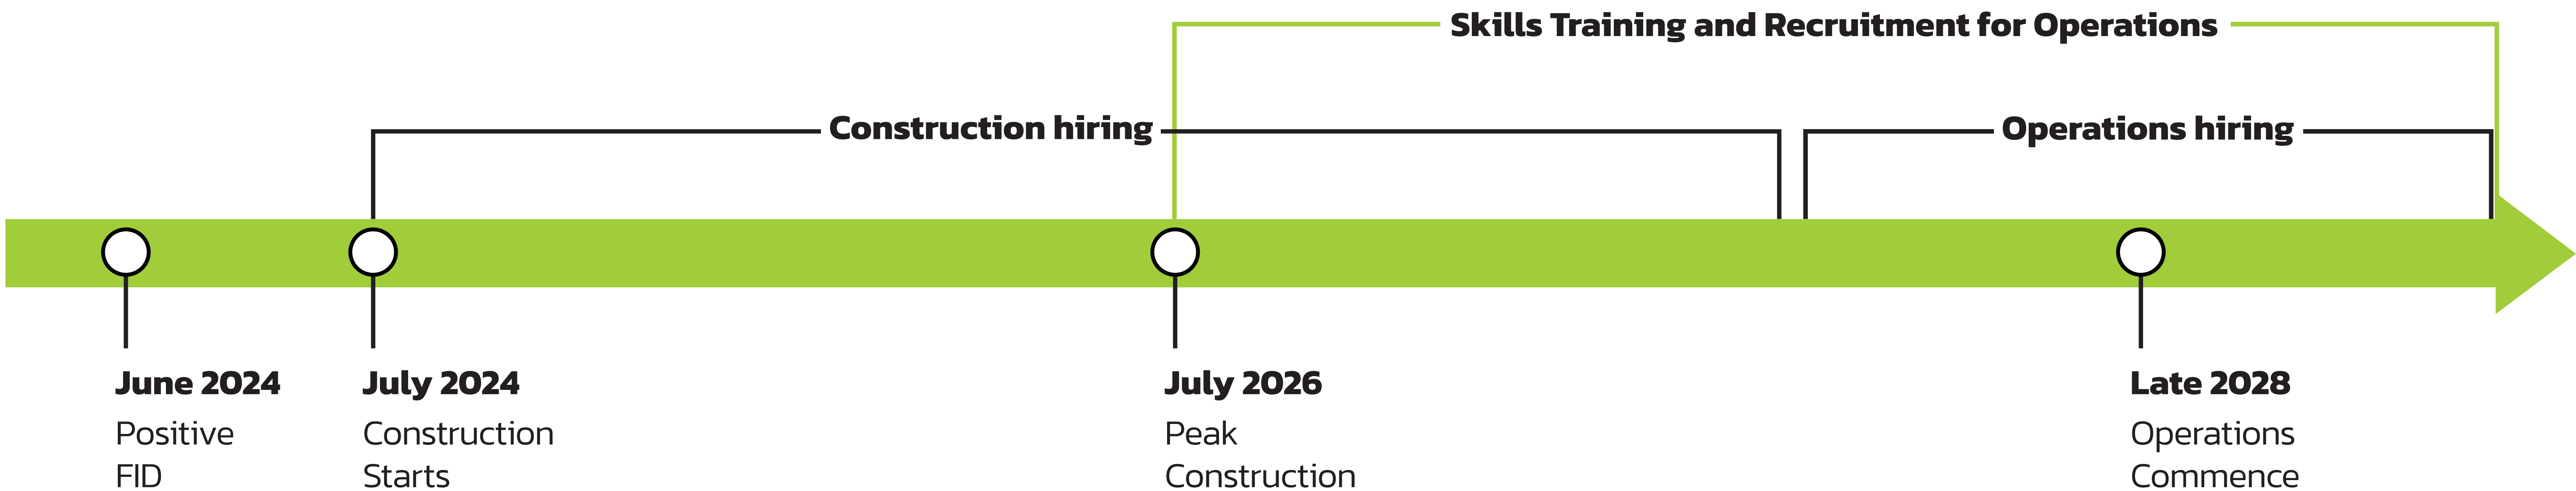 Skills Training and Recruitment for Operations
Construction hiring
Operations hiring
June 2024
Positive
FID
July 2024
Construction
Starts
July 2026
Peak
Construction
Late 2028
Operations
Commence